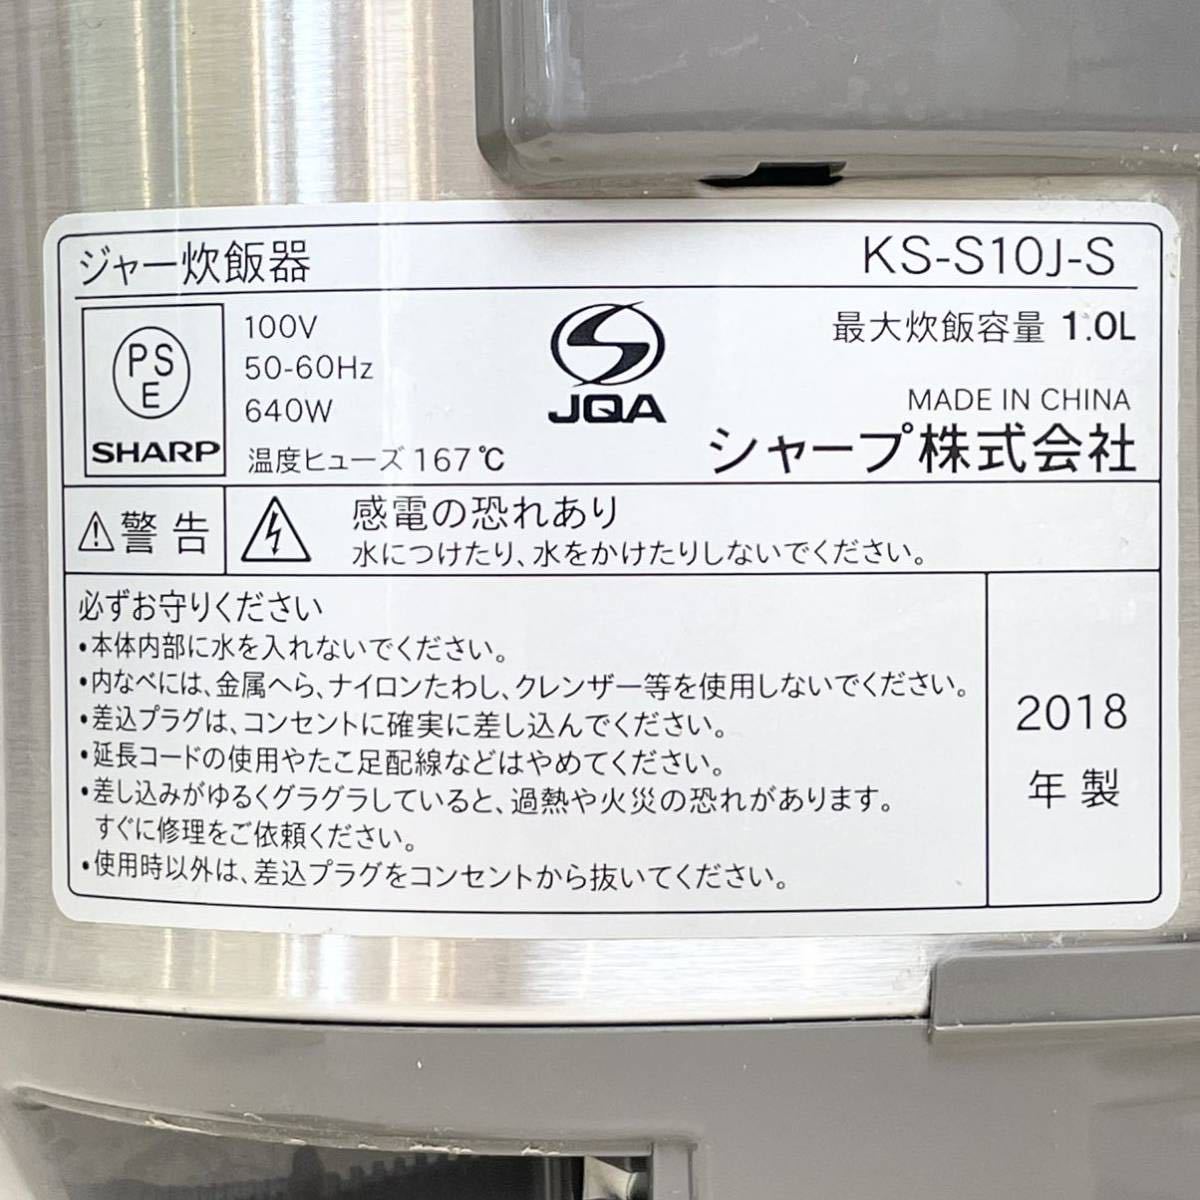 ジャー炊飯器
KS-S10J-S
PS
E
SHARP
100V
50-60Hz
640W
温度ヒューズ167℃
JQA
最大炊飯容量 1.0L
MADE IN CHINA
シャープ株式会社
警告
感電の恐れあり
水につけたり、水をかけたりしないでください。
必ずお守りください
・本体内部に水を入れないでください。
・内なべには、金属へら、ナイロンたわし、クレンザー等を使用しないでください。
・差込プラグは、コンセントに確実に差し込んでください。
・延長コードの使用やたこ足配線などはやめてください。
・差し込みがゆるくグラグラしていると、過熱や火災の恐れがあります。
すぐに修理をご依頼ください。
・使用時以外は、差込プラグをコンセントから抜いてください。
2018
年製